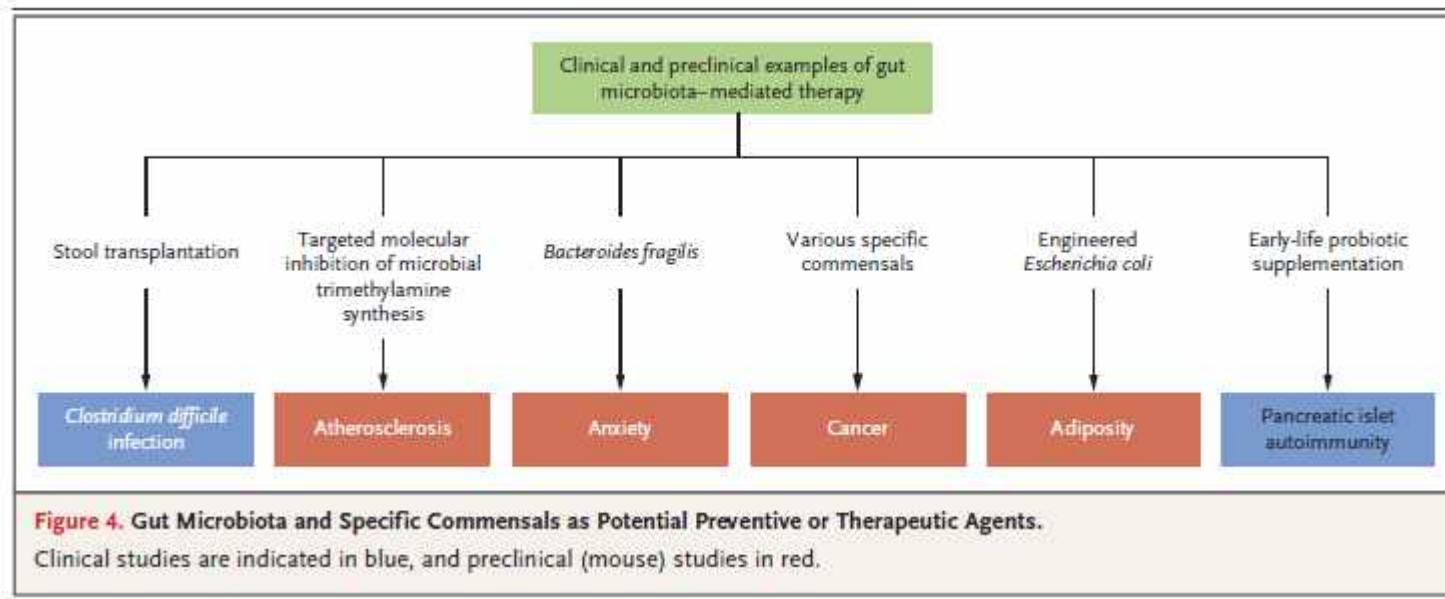 Clinical and preclinical examples of gut
microbiota–mediated therapy
Stool transplantation
Targeted molecular
inhibition of microbial
trimethylamine
synthesis
Bacteroides fragilis
Various specific
commensals
Engineered
Escherichia coli
Early-life probiotic
supplementation
Clostridium difficile
infection
Atherosclerosis
Anxiety
Cancer
Adiposity
Pancreatic islet
autoimmunity
Figure 4. Gut Microbiota and Specific Commensals as Potential Preventive or Therapeutic Agents.
Clinical studies are indicated in blue, and preclinical (mouse) studies in red.